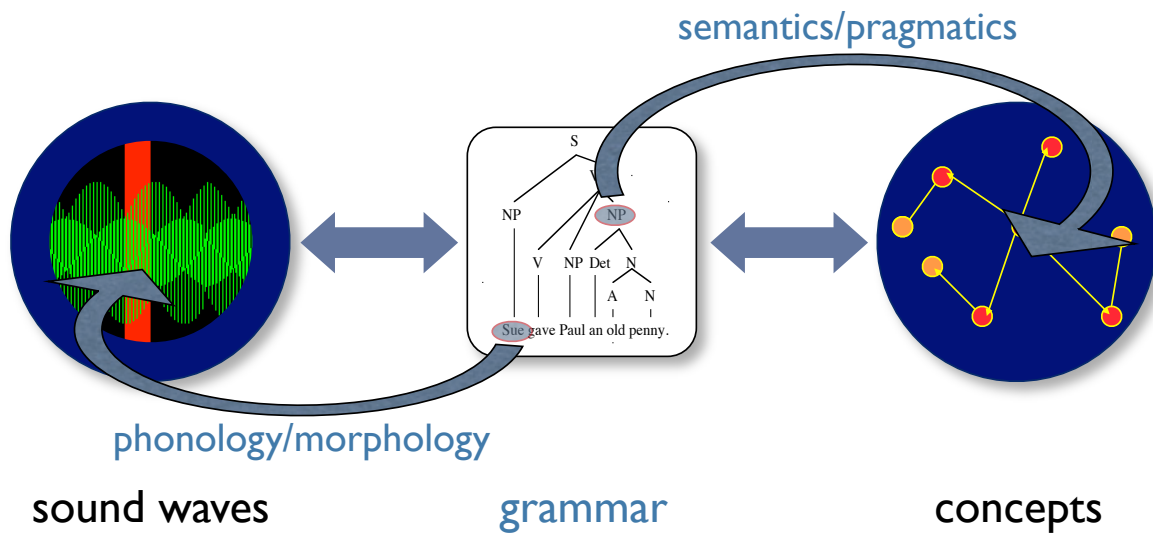 semantics/pragmatics
S
NP NP
V NP Det N
A N
Sue gave Paul an old penny.
phonology/morphology
sound waves grammar concepts